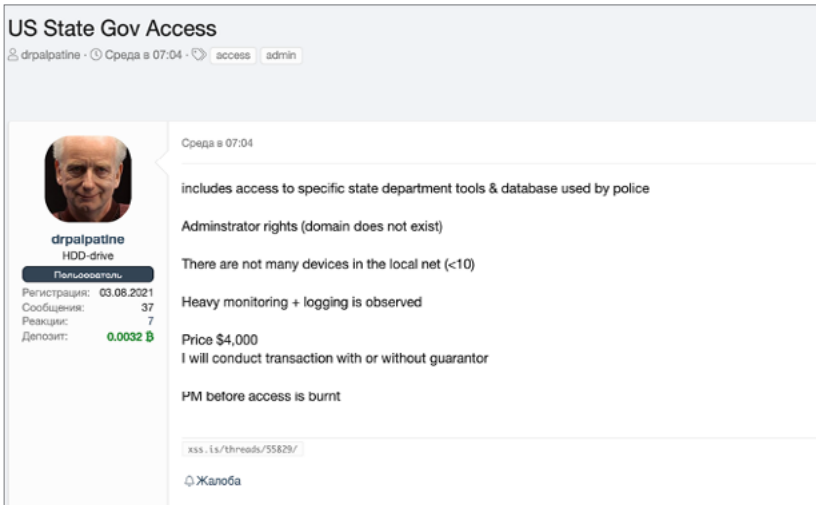 US State Gov Access
drpalpatine · Среда в 07:04 · access admin
drpalpatine
HDD-drive
Пользователь
Регистрация: 03.08.2021
Сообщения: 37
Реакции: 7
Депозит: 0.0032 ₿
Среда в 07:04
includes access to specific state department tools & database used by police
Adminstrator rights (domain does not exist)
There are not many devices in the local net (<10)
Heavy monitoring + logging is observed
Price $4,000
I will conduct transaction with or without guarantor
PM before access is burnt
xss.is/threads/55829/
Жалоба